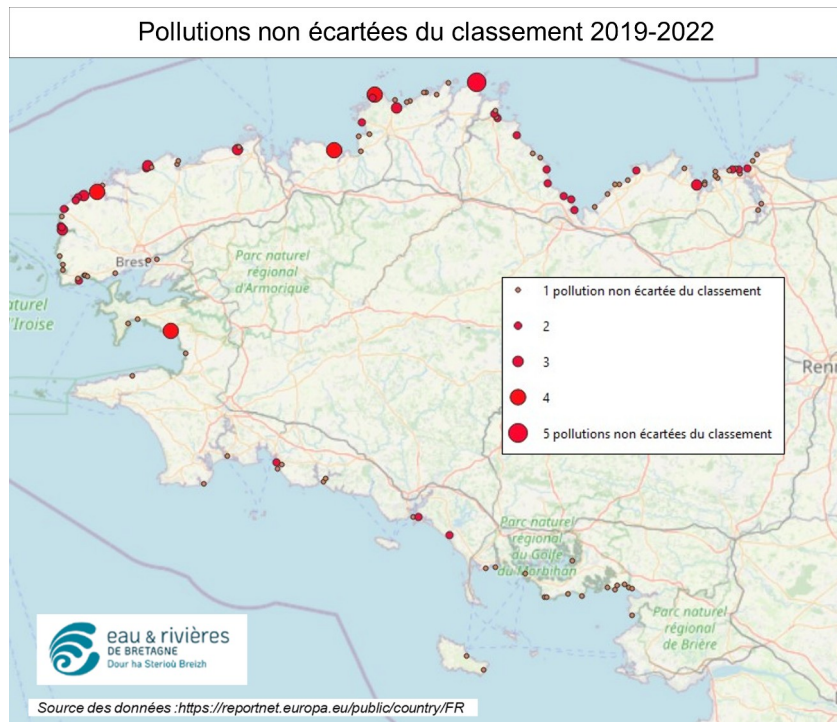 Pollutions non écartées du classement 2019-2022
Parc naturel
régional
d'Armorique
Brest
naturel
d'Iroise
1 pollution non écartée du classement
2
3
4
5 pollutions non écartées du classement
Renn
Parc naturel
régional
du Golfe
du Morbihan
Parc naturel
régional
de Brière
eau & rivières
DE BRETAGNE
Dour ha Sterioù Breizh
Source des données :https://reportnet.europa.eu/public/country/FR